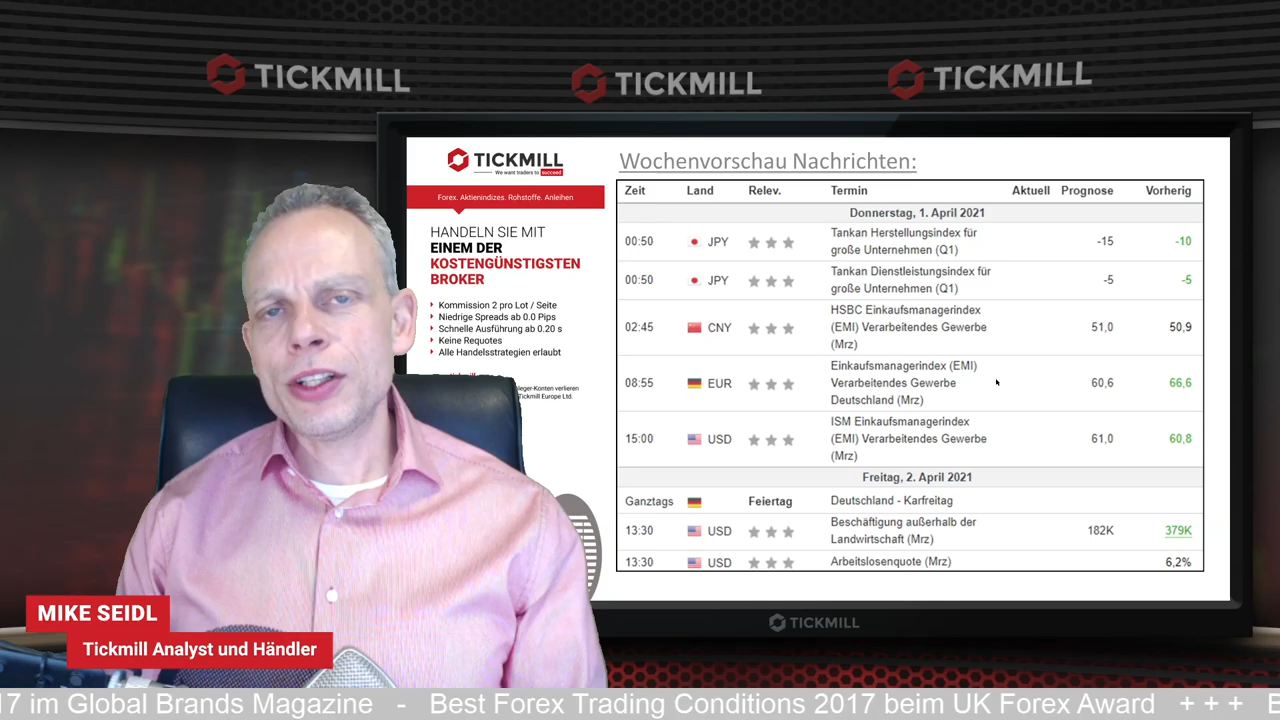 TICKMILL
TICKMILL
TICKMILL
TICKMILL
We want traders to succeed
Forex. Aktienindizes. Rohstoffe. Anleihen
HANDELN SIE MIT
EINEM DER
KOSTENGÜNSTIGSTEN
BROKER
Kommission 2 pro Lot / Seite
Niedrige Spreads ab 0.0 Pips
Schnelle Ausführung ab 0.20 s
Keine Requotes
Alle Handelsstrategien erlaubt
leger-Konten verlieren
Tickmill Europe Ltd.
Wochenvorschau Nachrichten:
Zeit Land Relev. Termin Aktuell Prognose Vorherig
Donnerstag, 1. April 2021
00:50 JPY Tankan Herstellungsindex für -15 -10
große Unternehmen (Q1)
00:50 JPY Tankan Dienstleistungsindex für -5 -5
große Unternehmen (Q1)
HSBC Einkaufsmanagerindex
02:45 CNY (EMI) Verarbeitendes Gewerbe 51,0 50,9
(Mrz)
Einkaufsmanagerindex (EMI)
08:55 EUR Verarbeitendes Gewerbe 60,6 66,6
Deutschland (Mrz)
ISM Einkaufsmanagerindex
15:00 USD (EMI) Verarbeitendes Gewerbe 61,0 60,8
(Mrz)
Freitag, 2. April 2021
Ganztags Feiertag Deutschland - Karfreitag
13:30 USD Beschäftigung außerhalb der 182K 379K
Landwirtschaft (Mrz)
13:30 USD Arbeitslosenquote (Mrz) 6,2%
TICKMILL
MIKE SEIDL
Tickmill Analyst und Händler
17 im Global Brands Magazine - Best Forex Trading Conditions 2017 beim UK Forex Award + + + B